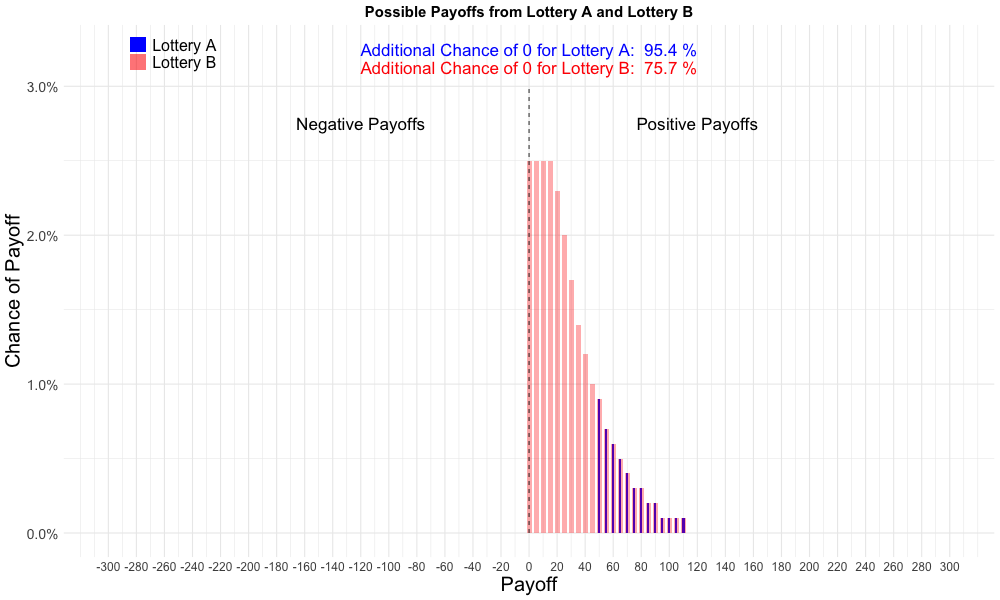 Possible Payoffs from Lottery A and Lottery B
Lottery A
Lottery B
Additional Chance of 0 for Lottery A: 95.4 %
Additional Chance of 0 for Lottery B: 75.7 %
Negative Payoffs
Positive Payoffs
Chance of Payoff
3.0%
2.0%
1.0%
0.0%
-300 -280 -260 -240 -220 -200 -180 -160 -140 -120 -100 -80 -60 -40 -20 0 20 40 60 80 100 120 140 160 180 200 220 240 260 280 300
Payoff